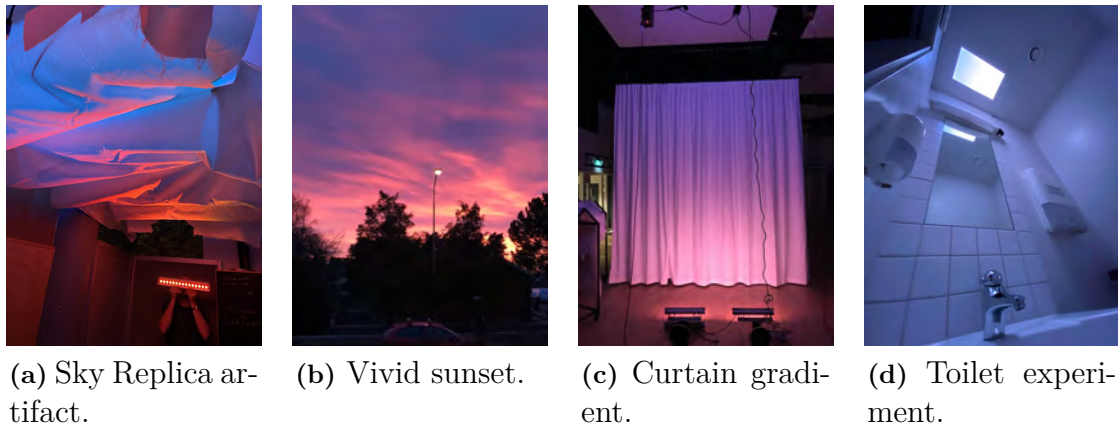 (a) Sky Replica ar-
tifact.
(b) Vivid sunset.
(c) Curtain gradi-
ent.
(d) Toilet experi-
ment.